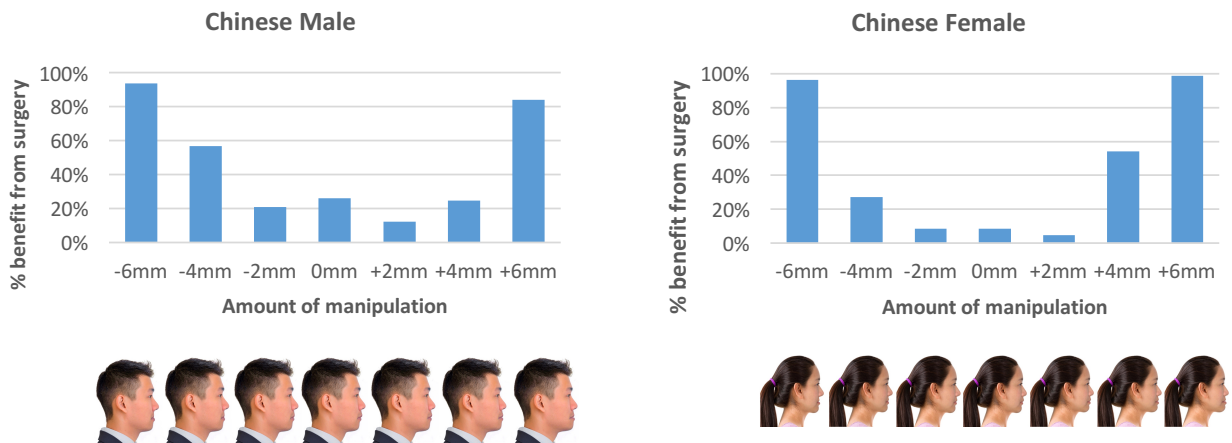 Chinese Male
% benefit from surgery
100%
80%
60%
40%
20%
0%
-6mm -4mm -2mm 0mm +2mm +4mm +6mm
Amount of manipulation
Chinese Female
% benefit from surgery
100%
80%
60%
40%
20%
0%
-6mm -4mm -2mm 0mm +2mm +4mm +6mm
Amount of manipulation